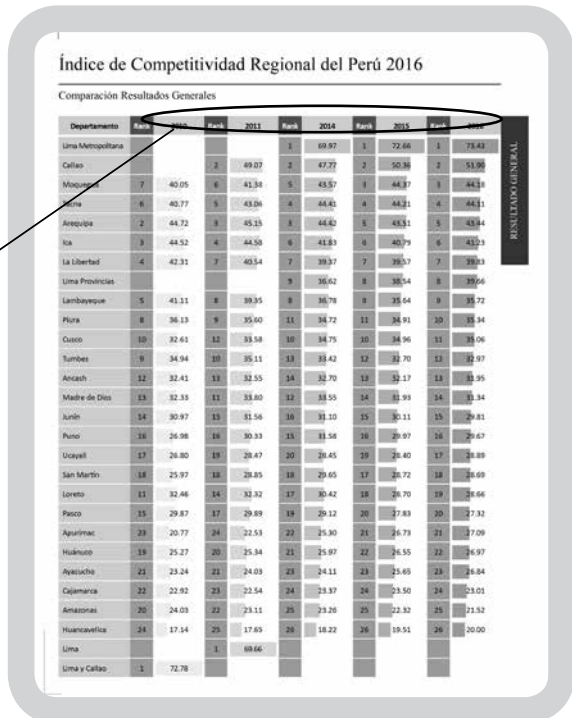 Índice de Competitividad Regional del Perú 2016
Comparación Resultados Generales
Departamento Rank 2010 Rank 2013 Rank 2014 Rank 2015 Rank 2016
RESULTADO GENERAL
Lima Metropolitana 1 69.97 1 72.66 1 73.43
Callao 2 49.07 2 47.77 2 50.36 2 51.90
Moquegua 7 40.05 6 41.38 5 43.57 3 44.37 3 44.18
Tacna 6 40.77 5 43.06 4 44.41 4 44.21 4 44.11
Arequipa 2 44.72 3 45.15 3 44.42 5 43.51 5 43.44
Ica 3 44.52 4 44.58 6 41.83 6 40.79 6 41.23
La Libertad 4 42.31 7 40.54 7 39.37 7 39.57 7 39.83
Lima Provincias 9 36.62 8 38.54 8 39.66
Lambayeque 5 41.11 8 39.35 8 36.78 9 35.64 9 35.72
Piura 8 36.13 9 35.60 11 34.72 11 34.91 10 35.34
Cusco 10 32.61 12 33.58 10 34.75 10 34.96 11 35.06
Tumbes 9 34.94 10 35.11 13 33.42 12 32.70 12 32.97
Ancash 12 32.41 13 32.55 14 32.70 13 32.17 13 31.95
Madre de Dios 13 32.33 11 33.80 12 33.55 14 31.93 14 31.34
Junín 14 30.97 15 31.56 16 31.10 15 30.11 15 29.81
Puno 16 26.98 16 30.33 15 31.58 16 29.97 16 29.67
Ucayali 17 26.80 19 28.47 20 28.45 19 28.40 17 28.89
San Martín 18 25.97 18 28.85 18 29.65 17 28.72 18 28.69
Loreto 11 32.46 14 32.32 17 30.42 18 28.70 19 28.66
Pasco 15 29.87 17 29.89 19 29.12 20 27.83 20 27.32
Apurímac 23 20.77 24 22.53 22 25.30 21 26.73 21 27.09
Huánuco 19 25.27 20 25.34 21 25.97 22 26.55 22 26.97
Ayacucho 21 23.24 21 24.03 23 24.11 23 25.65 23 26.84
Cajamarca 22 22.92 23 22.54 24 23.37 24 23.50 24 23.01
Amazonas 20 24.03 22 23.11 25 23.26 25 22.32 25 21.52
Huancavelica 24 17.14 25 17.65 26 18.22 26 19.51 26 20.00
Lima 1 69.66
Lima y Callao 1 72.78